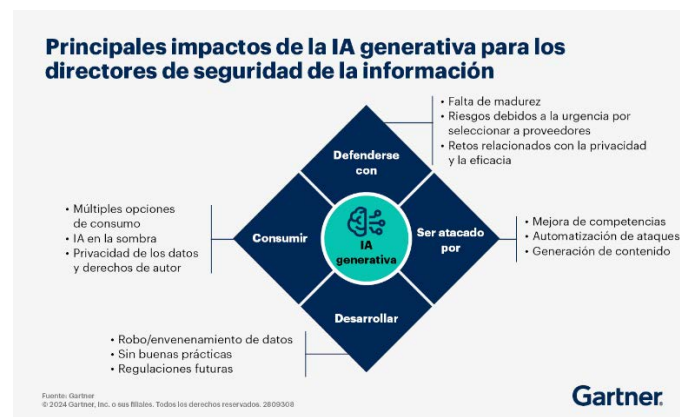 Principales impactos de la IA generativa para los
directores de seguridad de la información
• Falta de madurez
• Riesgos debidos a la urgencia por
seleccionar a proveedores
• Retos relacionados con la privacidad
y la eficacia
Defenderse
con
• Múltiples opciones
de consumo
• IA en la sombra
• Privacidad de los datos
y derechos de autor
Consumir
IA
generativa
Ser atacado
por
• Mejora de competencias
• Automatización de ataques
• Generación de contenido
Desarrollar
• Robo/envenenamiento de datos
• Sin buenas prácticas
• Regulaciones futuras
Fuente: Gartner
© 2024 Gartner, Inc. o sus filiales. Todos los derechos reservados. 2809308
Gartner.